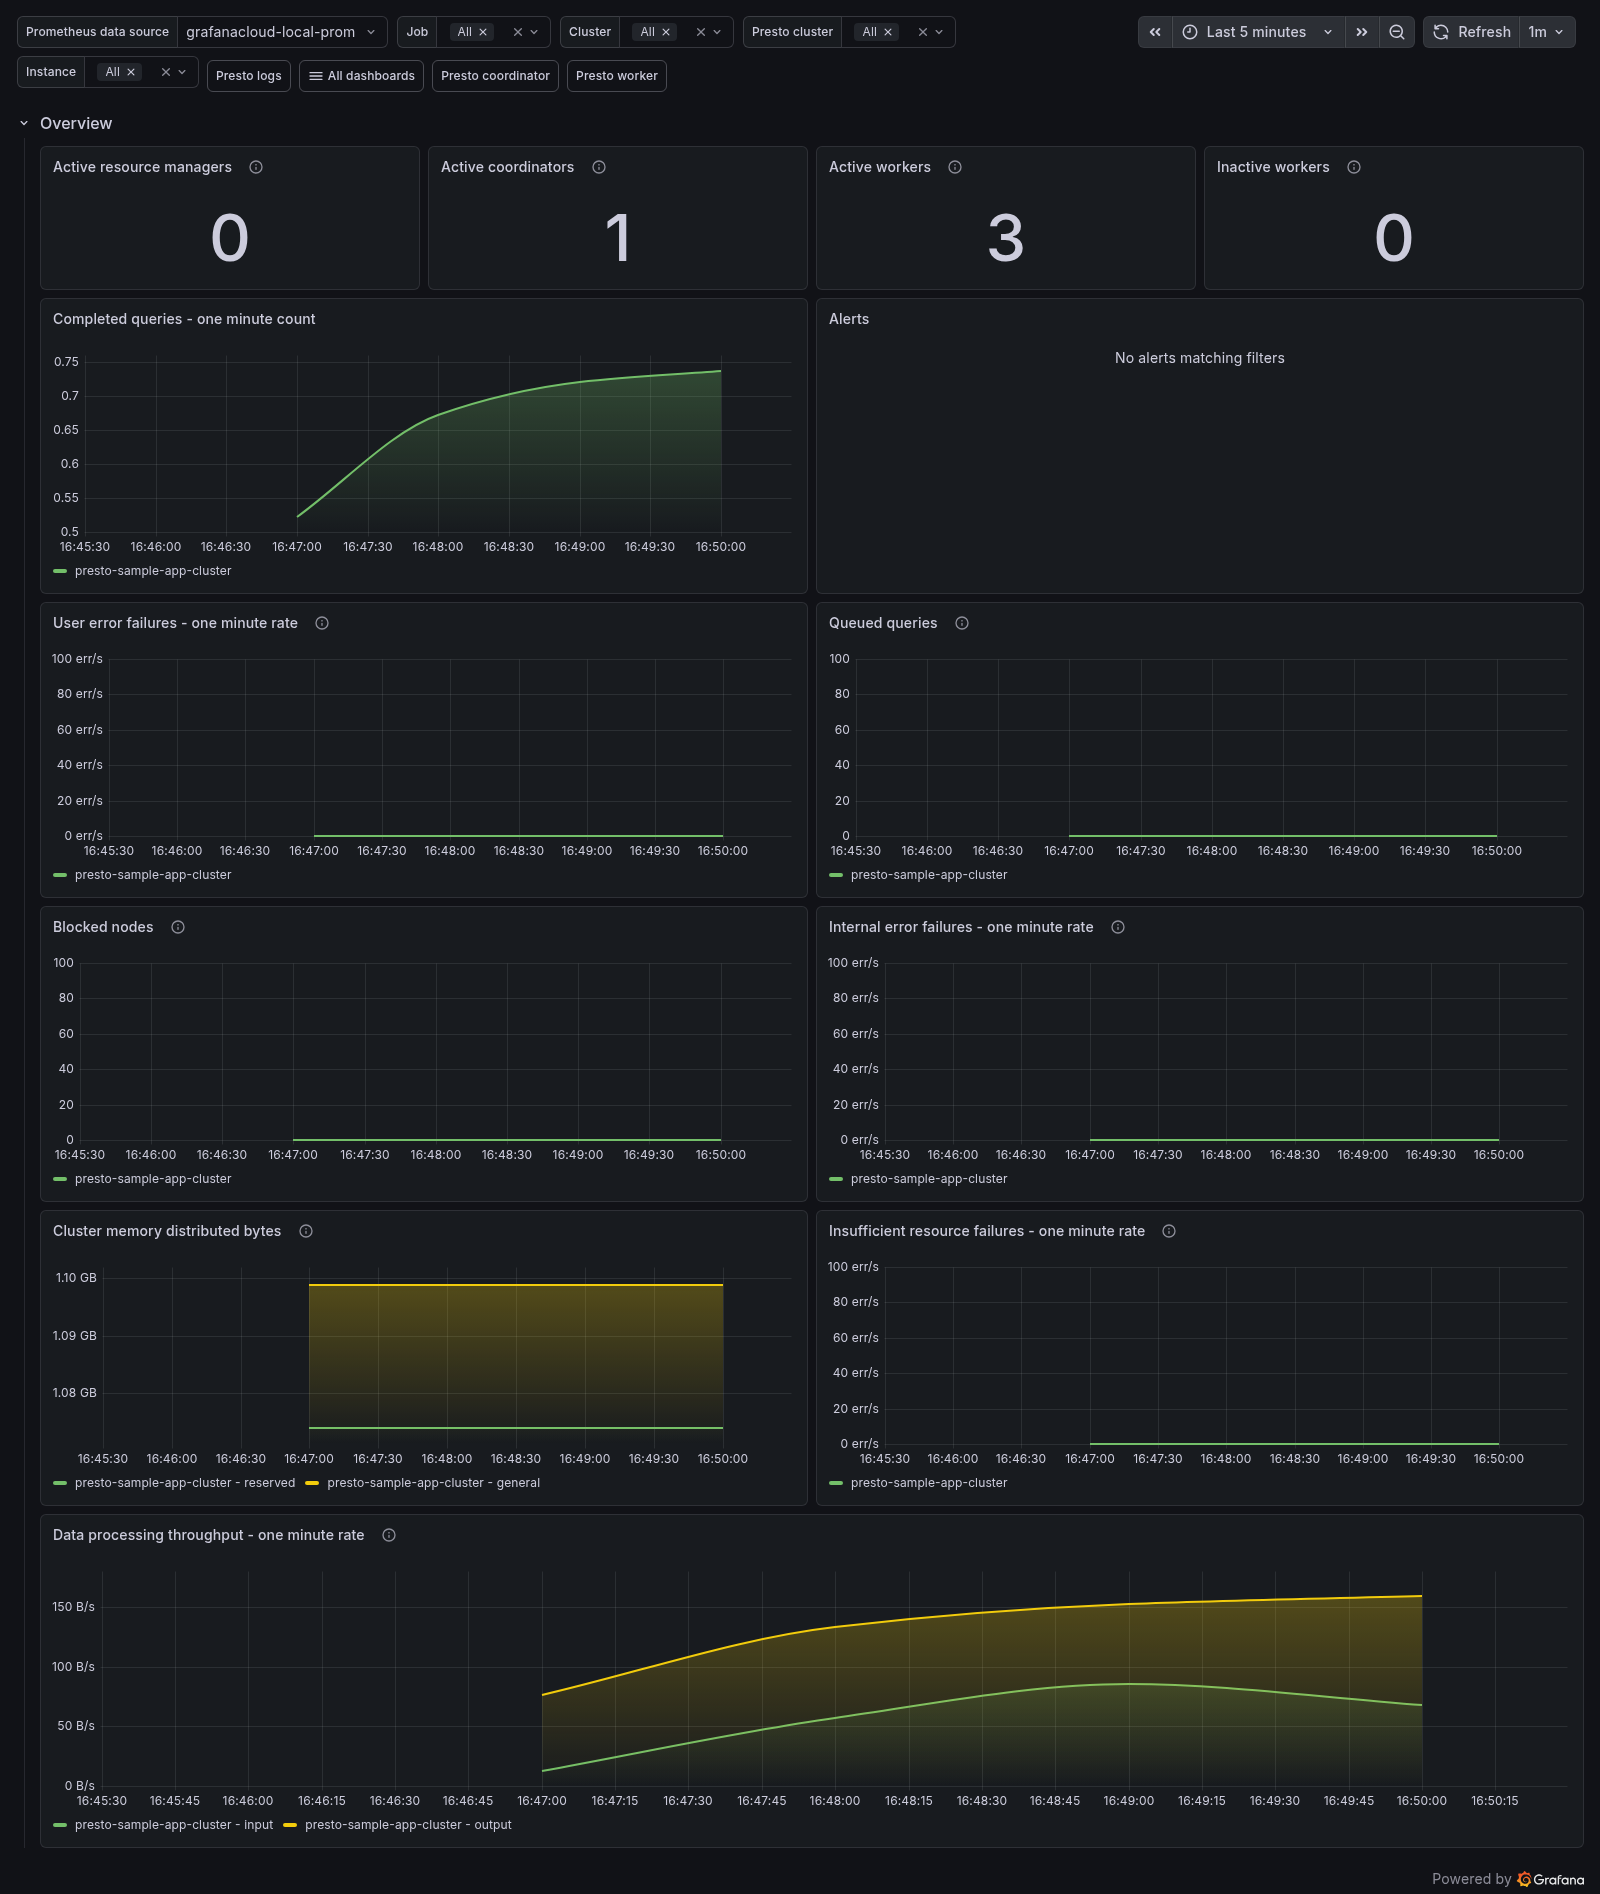 Prometheus data source grafanacloud-local-prom Job All Cluster All Presto cluster All Last 5 minutes Refresh 1m
Instance All Presto logs All dashboards Presto coordinator Presto worker
Overview
Active resource managers Active coordinators Active workers Inactive workers
0 1 3 0
Completed queries - one minute count
0.75
0.7
0.65
0.6
0.55
0.5
16:45:30 16:46:00 16:46:30 16:47:00 16:47:30 16:48:00 16:48:30 16:49:00 16:49:30 16:50:00
presto-sample-app-cluster
Alerts
No alerts matching filters
User error failures - one minute rate
100 err/s
80 err/s
60 err/s
40 err/s
20 err/s
0 err/s
16:45:30 16:46:00 16:46:30 16:47:00 16:47:30 16:48:00 16:48:30 16:49:00 16:49:30 16:50:00
presto-sample-app-cluster
Queued queries
100
80
60
40
20
0
16:45:30 16:46:00 16:46:30 16:47:00 16:47:30 16:48:00 16:48:30 16:49:00 16:49:30 16:50:00
presto-sample-app-cluster
Blocked nodes
100
80
60
40
20
0
16:45:30 16:46:00 16:46:30 16:47:00 16:47:30 16:48:00 16:48:30 16:49:00 16:49:30 16:50:00
presto-sample-app-cluster
Internal error failures - one minute rate
100 err/s
80 err/s
60 err/s
40 err/s
20 err/s
0 err/s
16:45:30 16:46:00 16:46:30 16:47:00 16:47:30 16:48:00 16:48:30 16:49:00 16:49:30 16:50:00
presto-sample-app-cluster
Cluster memory distributed bytes
1.10 GB
1.09 GB
1.08 GB
16:45:30 16:46:00 16:46:30 16:47:00 16:47:30 16:48:00 16:48:30 16:49:00 16:49:30 16:50:00
presto-sample-app-cluster - reserved presto-sample-app-cluster - general
Insufficient resource failures - one minute rate
100 err/s
80 err/s
60 err/s
40 err/s
20 err/s
0 err/s
16:45:30 16:46:00 16:46:30 16:47:00 16:47:30 16:48:00 16:48:30 16:49:00 16:49:30 16:50:00
presto-sample-app-cluster
Data processing throughput - one minute rate
150 B/s
100 B/s
50 B/s
0 B/s
16:45:30 16:45:45 16:46:00 16:46:15 16:46:30 16:46:45 16:47:00 16:47:15 16:47:30 16:47:45 16:48:00 16:48:15 16:48:30 16:48:45 16:49:00 16:49:15 16:49:30 16:49:45 16:50:00 16:50:15
presto-sample-app-cluster - input presto-sample-app-cluster - output
Powered by Grafana